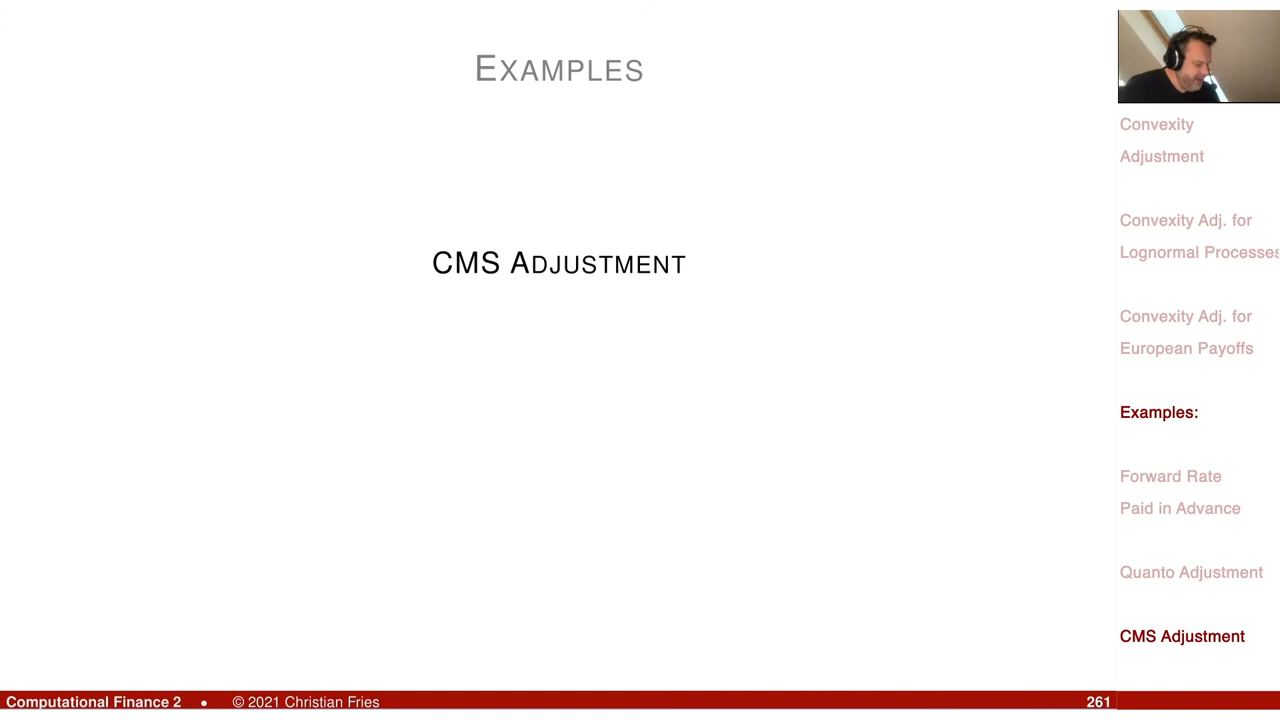 EXAMPLES
CMS ADJUSTMENT
Convexity
Adjustment
Convexity Adj. for
Lognormal Processes
Convexity Adj. for
European Payoffs
Examples:
Forward Rate
Paid in Advance
Quanto Adjustment
CMS Adjustment
Computational Finance 2 • © 2021 Christian Fries 261